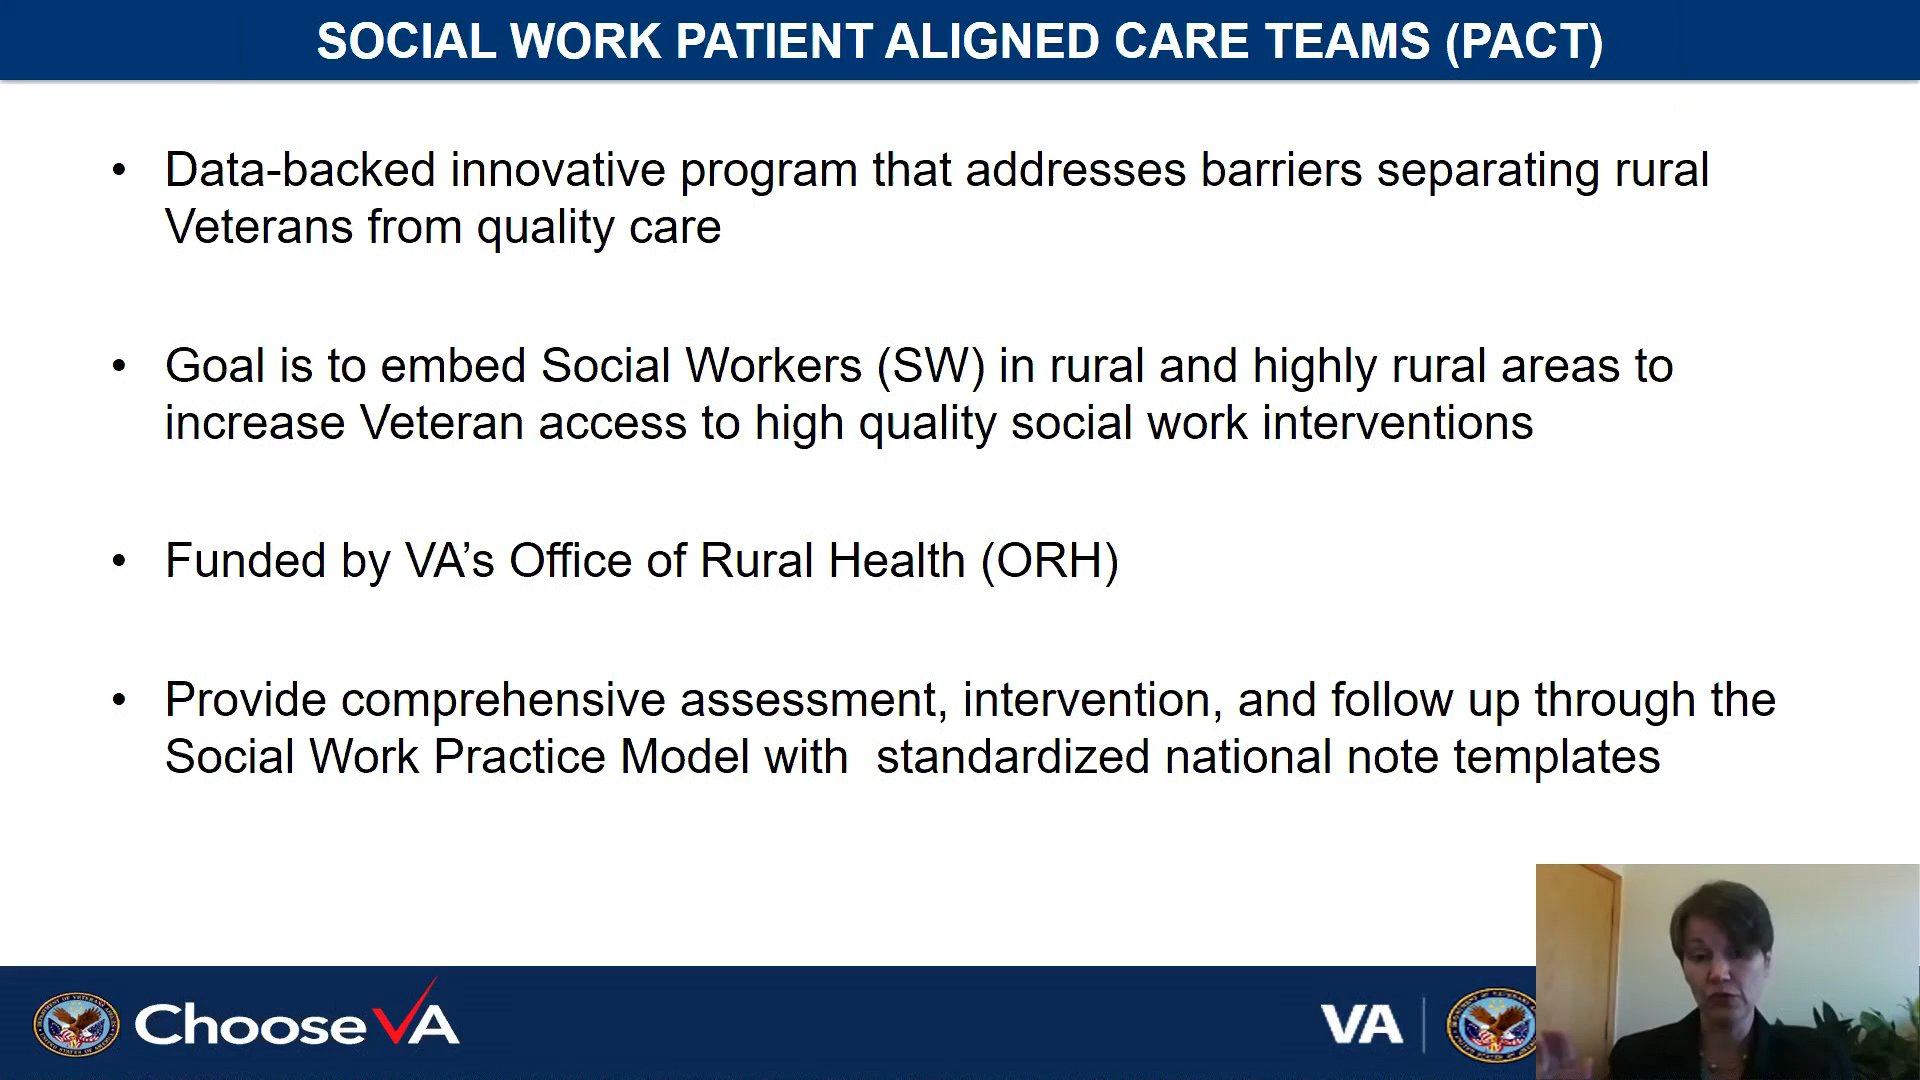 SOCIAL WORK PATIENT ALIGNED CARE TEAMS (PACT)
• Data-backed innovative program that addresses barriers separating rural
Veterans from quality care
• Goal is to embed Social Workers (SW) in rural and highly rural areas to
increase Veteran access to high quality social work interventions
• Funded by VA’s Office of Rural Health (ORH)
• Provide comprehensive assessment, intervention, and follow up through the
Social Work Practice Model with  standardized national note templates
Choose VA
VA